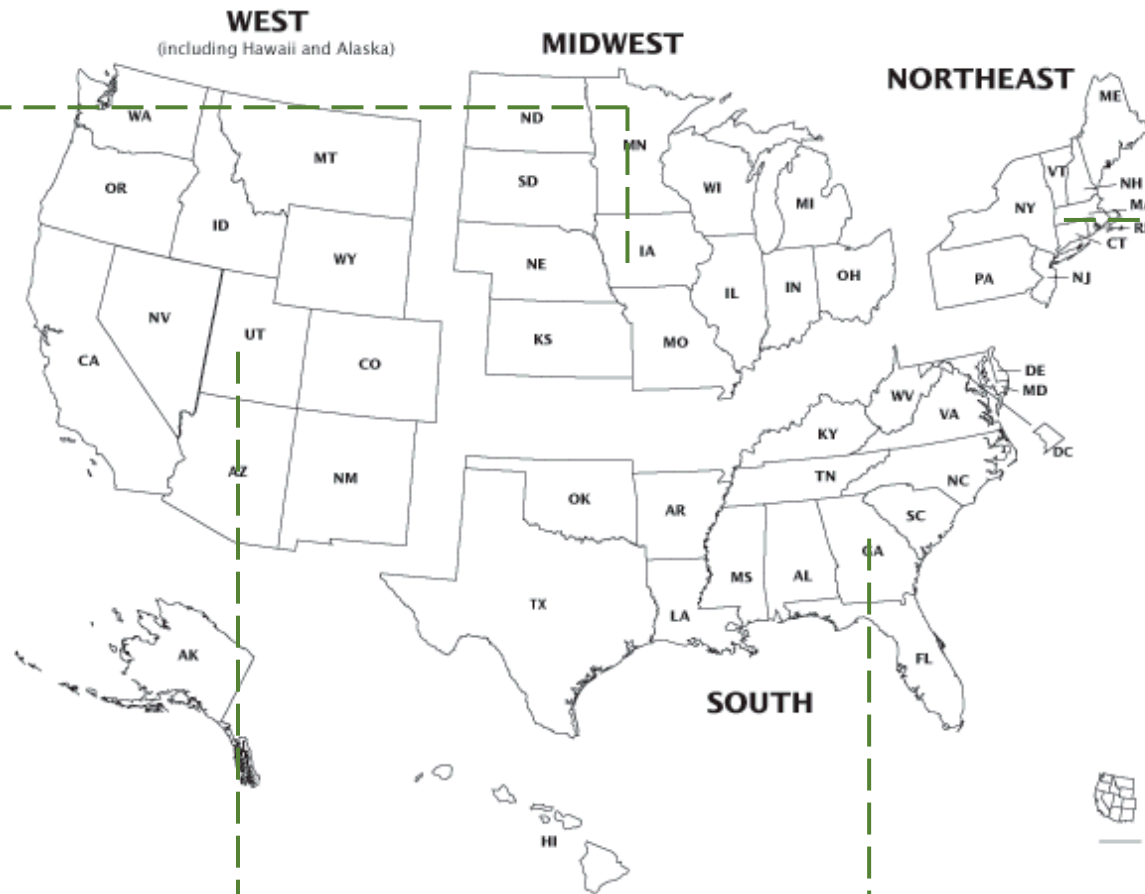 WEST
(including Hawaii and Alaska)
MIDWEST
NORTHEAST
WA
OR
ID
MT
WY
NV
UT
CA
CO
AZ
NM
AK
HI
ND
MN
SD
WI
MI
IA
NE
IL
IN
OH
KS
MO
ME
VT
NH
NY
CT
PA
NJ
DE
MD
WV
VA
DC
KY
TN
NC
OK
AR
SC
GA
MS
AL
TX
LA
FL
SOUTH